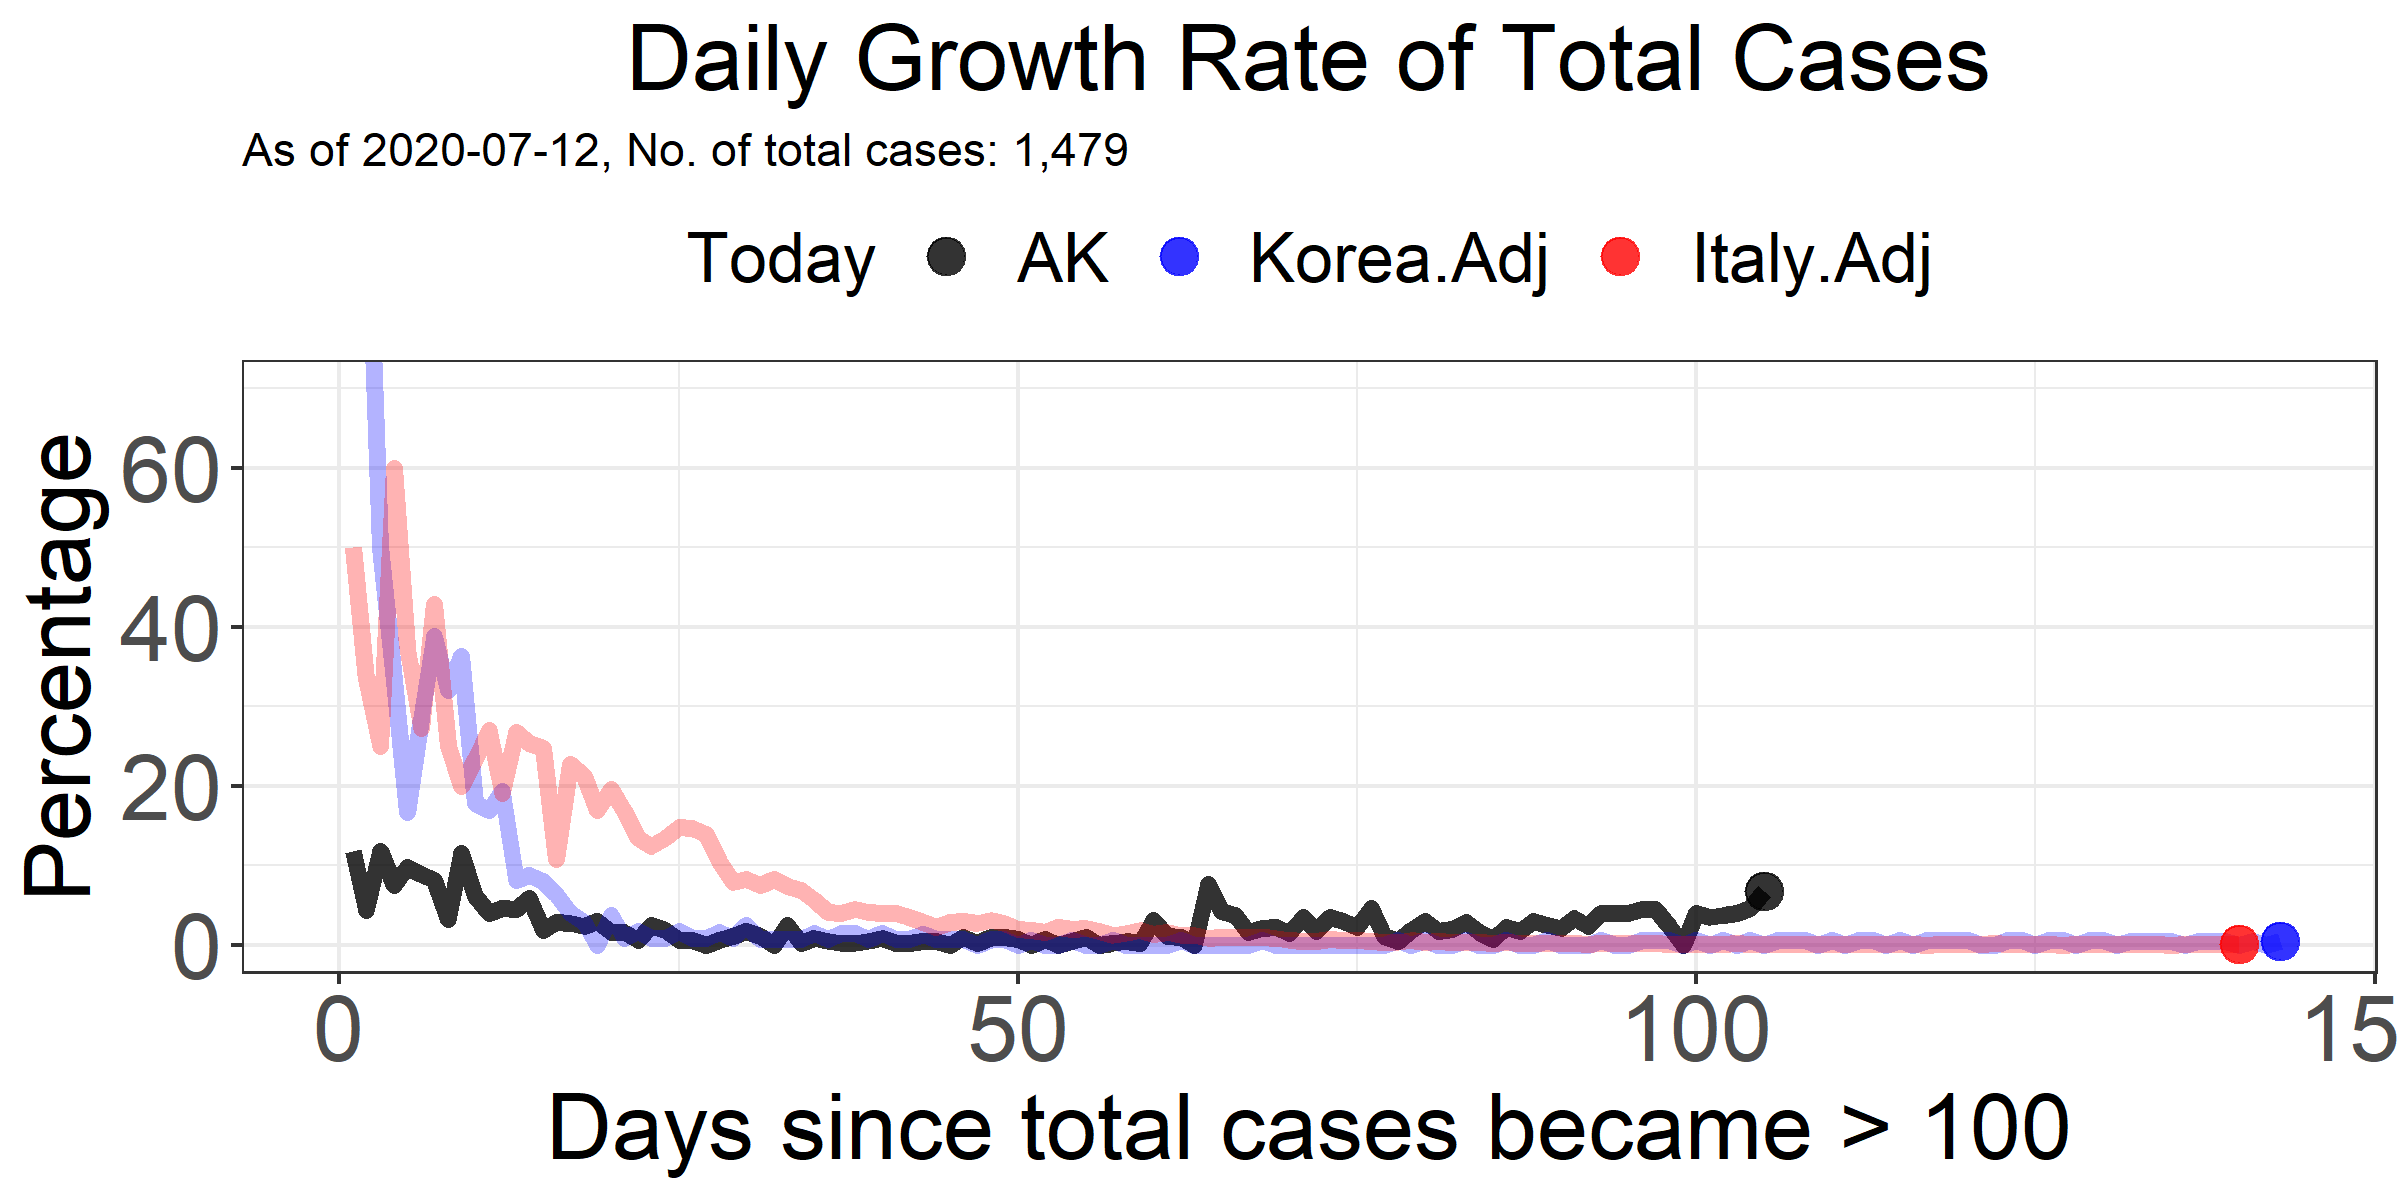 Daily Growth Rate of Total Cases
As of 2020-07-12, No. of total cases: 1,479
Today AK Korea.Adj Italy.Adj
Percentage
60
40
20
0
0 50 100 15
Days since total cases became > 100